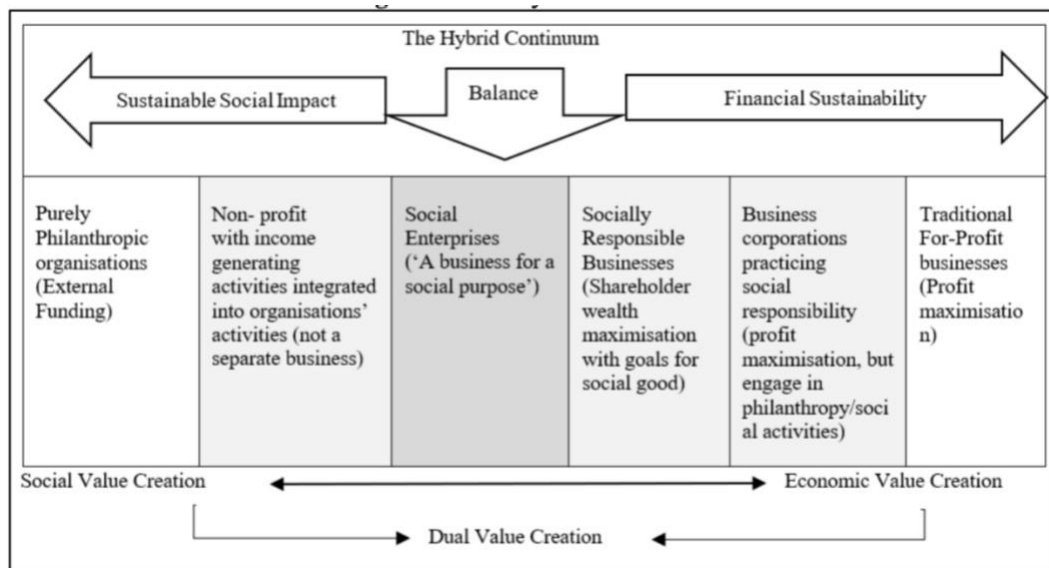 The Hybrid Continuum
Sustainable Social Impact
Balance
Financial Sustainability
Purely
Philanthropic
organisations
(External
Funding)
Non- profit
with income
generating
activities integrated
into organisations’
activities (not a
separate business)
Social
Enterprises
(‘A business for a
social purpose’)
Socially
Responsible
Businesses
(Shareholder
wealth
maximisation
with goals for
social good)
Business
corporations
practicing
social
responsibility
(profit
maximisation, but
engage in
philanthropy/soci
al activities)
Traditional
For-Profit
businesses
(Profit
maximisatio
n)
Social Value Creation
Economic Value Creation
Dual Value Creation